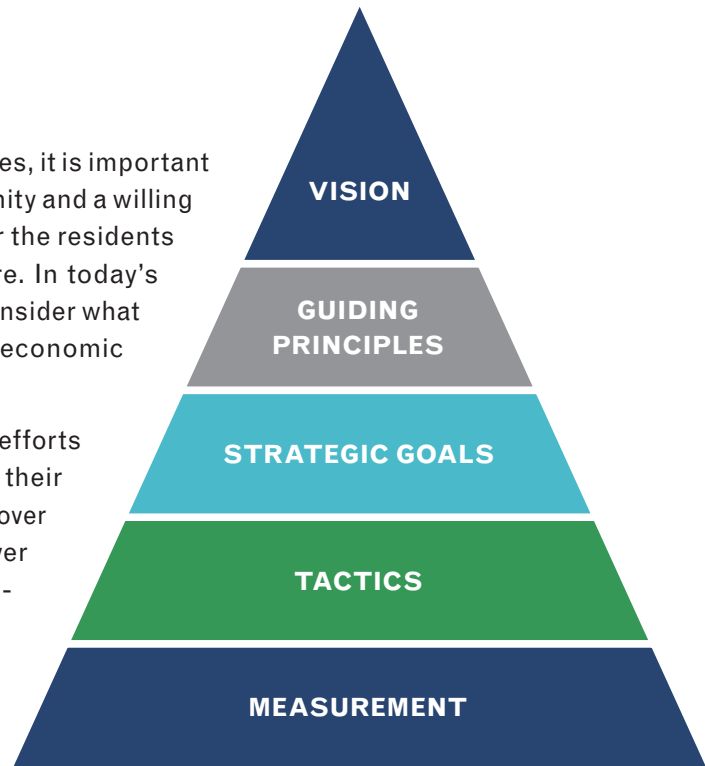 es, it is important
nity and a willing
r the residents
re. In today's
nsider what
economic
efforts
their
over
er
-
VISION
GUIDING
PRINCIPLES
STRATEGIC GOALS
TACTICS
MEASUREMENT